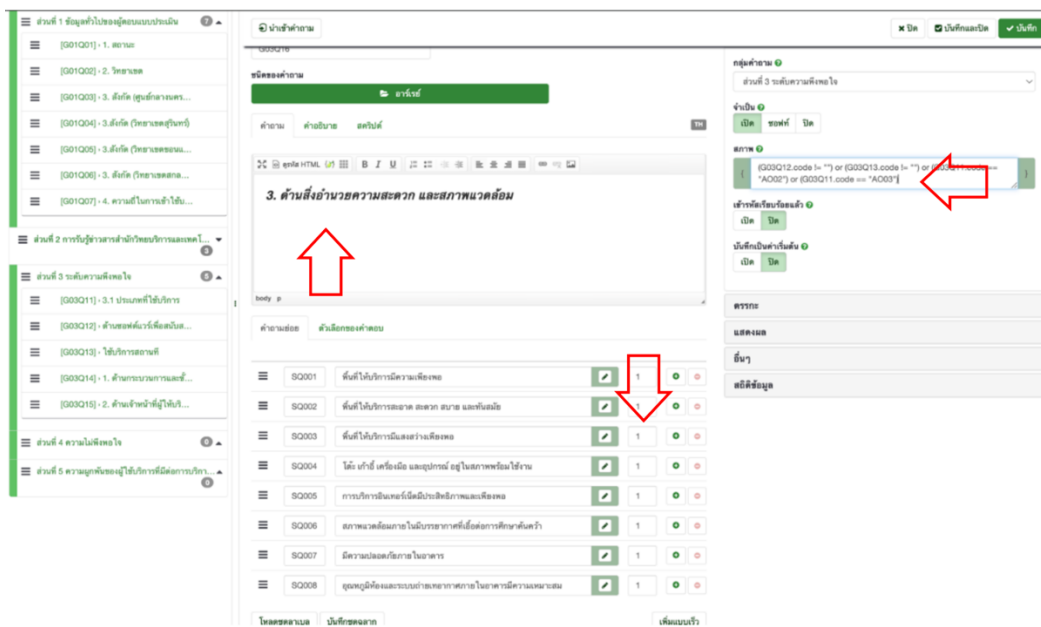 ส่วนที่ 1 ข้อมูลทั่วไปของผู้ตอบแบบประเมิน 7
[G01Q01] - 1. สถานะ
[G01Q02] - 2. วิทยาเขต
[G01Q03] - 3. สังกัด (ศูนย์กลางนคร...
[G01Q04] - 3.สังกัด (วิทยาเขตสุรินทร์)
[G01Q05] - 3.สังกัด (วิทยาเขตขอนแ...
[G01Q06] - 3. สังกัด (วิทยาเขตสกล...
[G01Q07] - 4. ความถี่ในการเข้าใช้บ...
ส่วนที่ 2 การรับรู้ข่าวสารสำนักวิทยบริการและเทคโ... 3
ส่วนที่ 3 ระดับความพึงพอใจ 5
[G03Q11] - 3.1 ประเภทที่ใช้บริการ
[G03Q12] - ด้านซอฟต์แวร์เพื่อสนับส...
[G03Q13] - ใช้บริการสถานที่
[G03Q14] - 1. ด้านกระบวนการและขั้...
[G03Q15] - 2. ด้านเจ้าหน้าที่ผู้ให้บริ...
ส่วนที่ 4 ความไม่พึงพอใจ 0
ส่วนที่ 5 ความผูกพันของผู้ใช้บริการที่มีต่อการบริกา... 0
นำเข้าคำถาม
ปิด บันทึกและปิด บันทึก
G03Q16
ชนิดของคำถาม
อาร์เรย์
คำถาม คำอธิบาย สคริปต์ TH
ดูรหัส HTML B I U
3. ด้านสิ่งอำนวยความสะดวก และสภาพแวดล้อม
body p
คำถามย่อย ตัวเลือกของคำตอบ
SQ001 พื้นที่ให้บริการมีความเพียงพอ 1
SQ002 พื้นที่ให้บริการสะอาด สะดวก สบาย และทันสมัย 1
SQ003 พื้นที่ให้บริการมีแสงสว่างเพียงพอ 1
SQ004 โต๊ะ เก้าอี้ เครื่องมือ และอุปกรณ์ อยู่ในสภาพพร้อมใช้งาน 1
SQ005 การบริการอินเทอร์เน็ตมีประสิทธิภาพและเพียงพอ 1
SQ006 สภาพแวดล้อมภายในมีบรรยากาศที่เอื้อต่อการศึกษาค้นคว้า 1
SQ007 มีความปลอดภัยภายในอาคาร 1
SQ008 อุณหภูมิห้องและระบบถ่ายเทอากาศภายในอาคารมีความเหมาะสม 1
โหลดชุดลาเบล บันทึกชุดฉลาก เพิ่มแบบเร็ว
กลุ่มคำถาม
ส่วนที่ 3 ระดับความพึงพอใจ
จำเป็น
เปิด ซอฟท์ ปิด
สภาพ
{ (G03Q12.code != "") or (G03Q13.code != "") or (G03Q11.code ==
"AO02") or (G03Q11.code == "AO03") }
เข้ารหัสเรียบร้อยแล้ว
เปิด ปิด
บันทึกเป็นค่าเริ่มต้น
เปิด ปิด
ตรรกะ
แสดงผล
อื่นๆ
สถิติข้อมูล